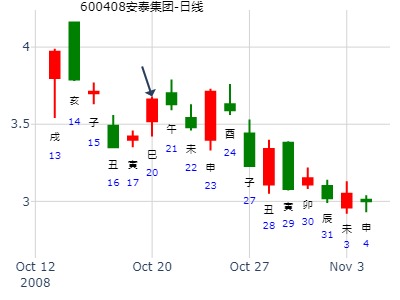 600408安泰集团-日线
4
3.5
3
戌
13
亥
14
子
15
丑
16
寅
17
巳
20
午
21
未
22
申
23
酉
24
子
27
丑
28
寅
29
卯
30
辰
31
未
3
申
4
Oct 12
2008
Oct 20
Oct 27
Nov 3